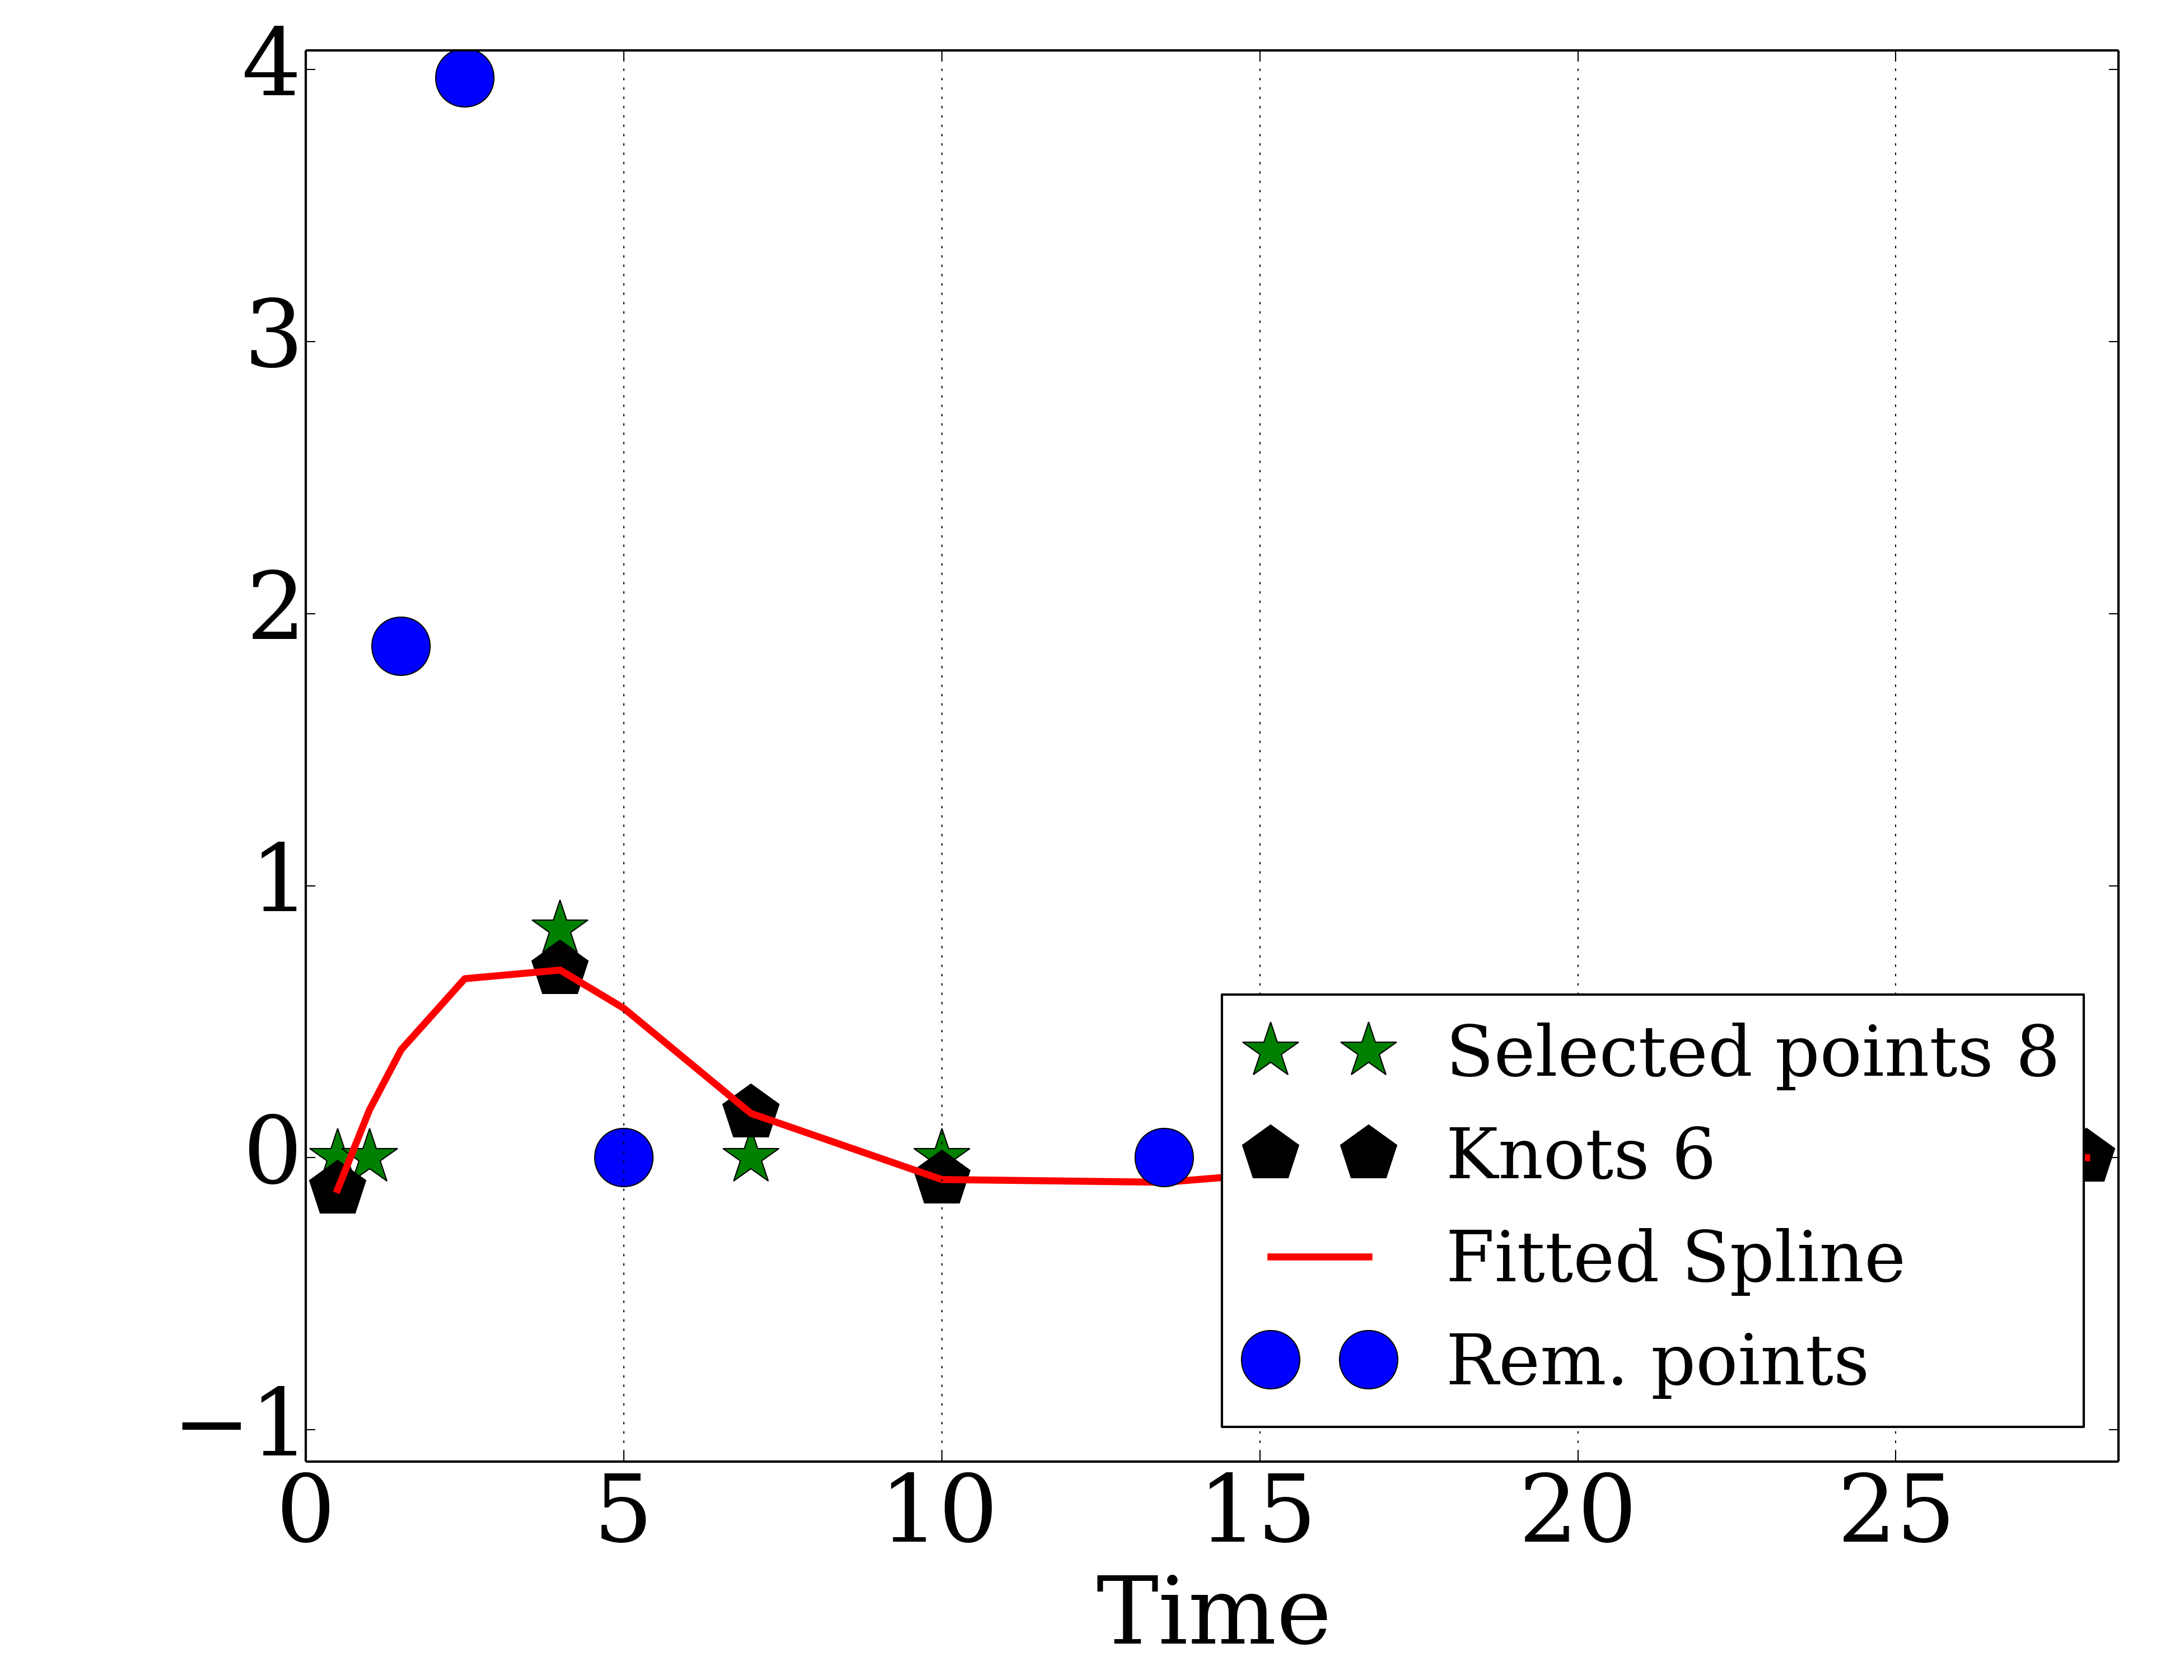 4
3
2
1
0
−1
Selected points 8
Knots 6
Fitted Spline
Rem. points
0 5 10 15 20 25
Time